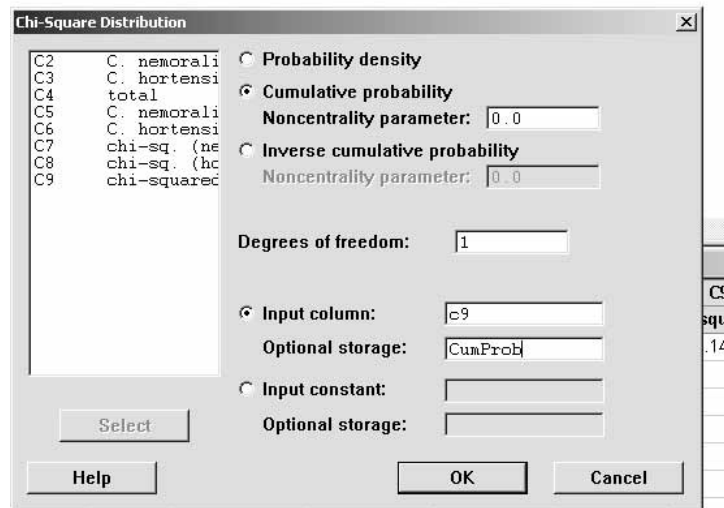 Chi-Square Distribution
C2 C. nemorali
C3 C. hortensi
C4 total
C5 C. nemorali
C6 C. hortensi
C7 chi-sq. (ne
C8 chi-sq. (ho
C9 chi-squared
Probability density
Cumulative probability
Noncentrality parameter: 0.0
Inverse cumulative probability
Noncentrality parameter: 0.0
Degrees of freedom: 1
Input column: c9
Optional storage: CumProb
Input constant:
Optional storage:
Select
Help
OK
Cancel
C9
squ
.14